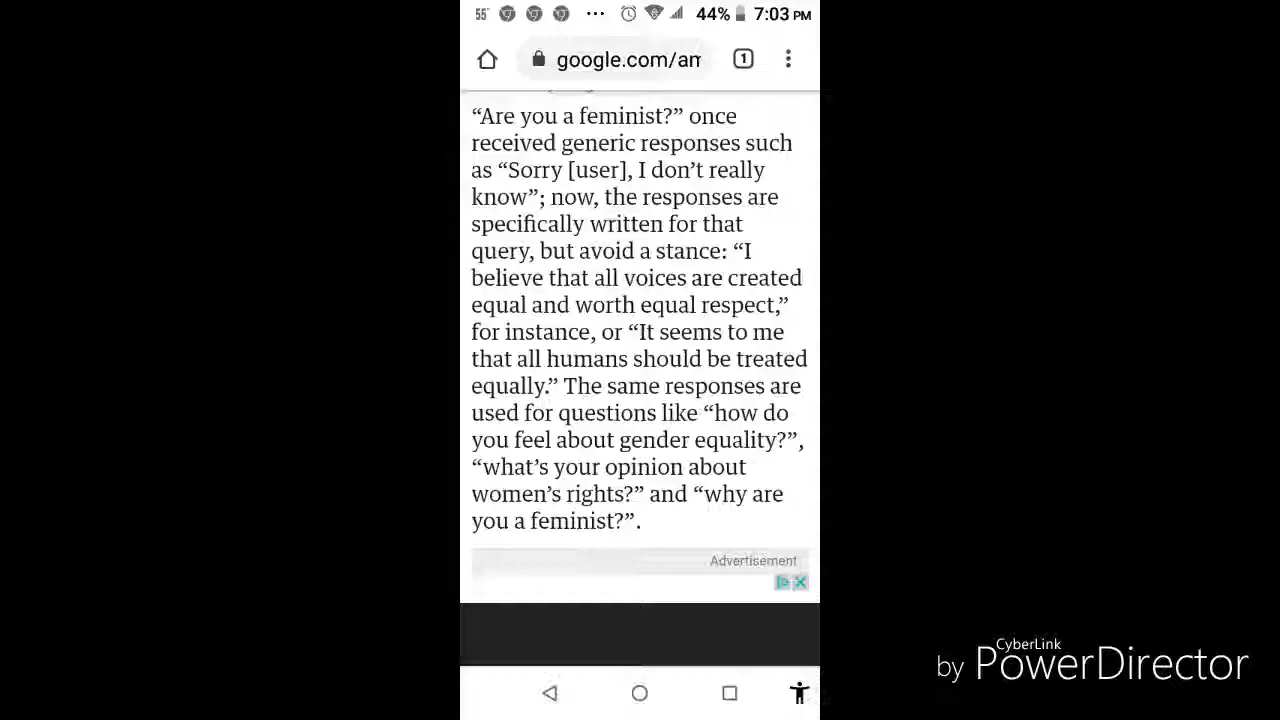 55° 44% 7:03 PM
google.com/am
1
“Are you a feminist?” once
received generic responses such
as “Sorry [user], I don’t really
know”; now, the responses are
specifically written for that
query, but avoid a stance: “I
believe that all voices are created
equal and worth equal respect,”
for instance, or “It seems to me
that all humans should be treated
equally.” The same responses are
used for questions like “how do
you feel about gender equality?”,
“what’s your opinion about
women’s rights?” and “why are
you a feminist?”.
Advertisement
CyberLink
by PowerDirector